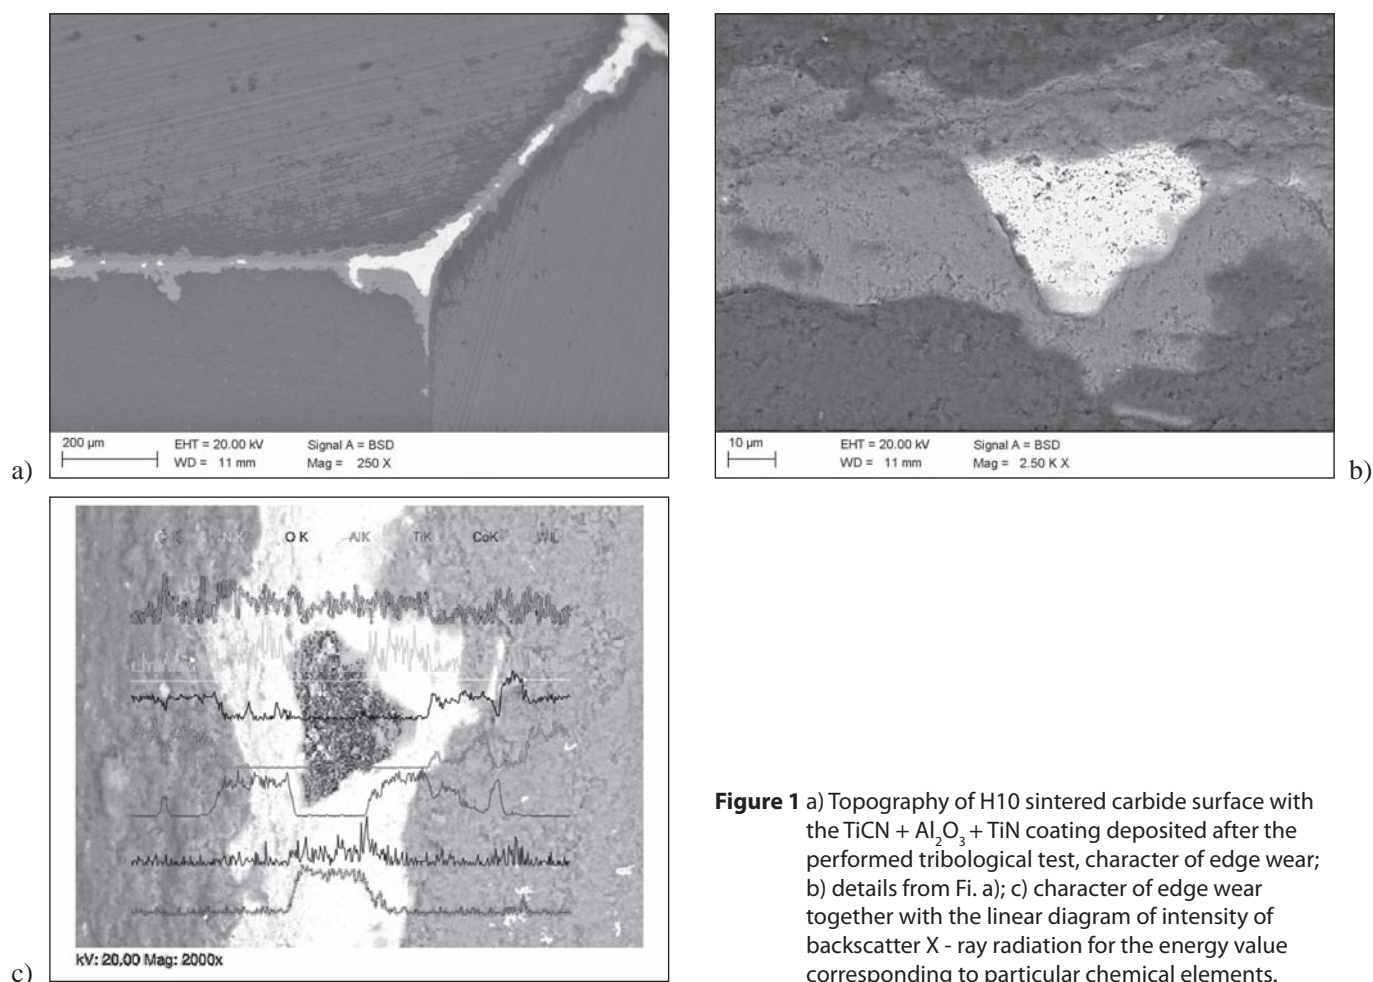 200 µm
EHT = 20.00 kV Signal A = BSD
WD = 11 mm Mag = 250 X
a)
10 µm
EHT = 20.00 kV Signal A = BSD
WD = 11 mm Mag = 2.50 K X
b)
N K O K AlK TiK CoK
kV: 20,00 Mag: 2000x
c)
Figure 1 a) Topography of H10 sintered carbide surface with
the TiCN + Al₂O₃ + TiN coating deposited after the
performed tribological test, character of edge wear;
b) details from Fi. a); c) character of edge wear
together with the linear diagram of intensity of
backscatter X - ray radiation for the energy value
corresponding to particular chemical elements.